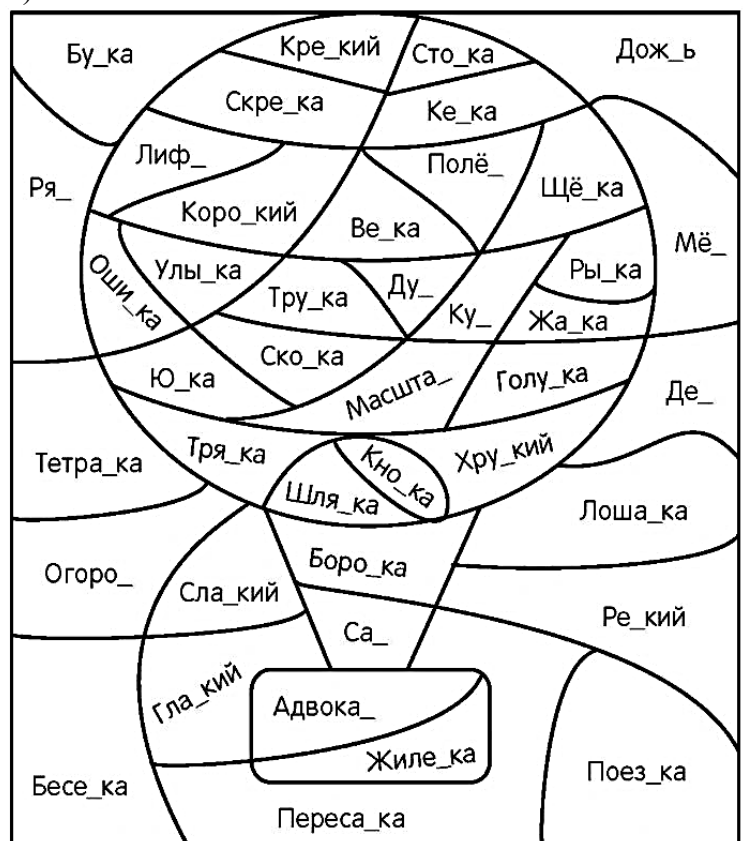 Бу_ка
Кре_кий
Сто_ка
Дож_ь
Скре_ка
Ке_ка
Лиф_
Полё_
Щё_ка
Ря_
Коро_кий
Ве_ка
Мё_
Оши_ка
Улы_ка
Тру_ка
Ду_
Ку_
Ры_ка
Жа_ка
Ю_ка
Ско_ка
Масшта_
Голу_ка
Де_
Тетра_ка
Тря_ка
Кно_ка
Хру_кий
Шля_ка
Лоша_ка
Огоро_
Сла_кий
Боро_ка
Са_
Ре_кий
Гла_кий
Адвока_
Жиле_ка
Бесе_ка
Поез_ка
Переса_ка